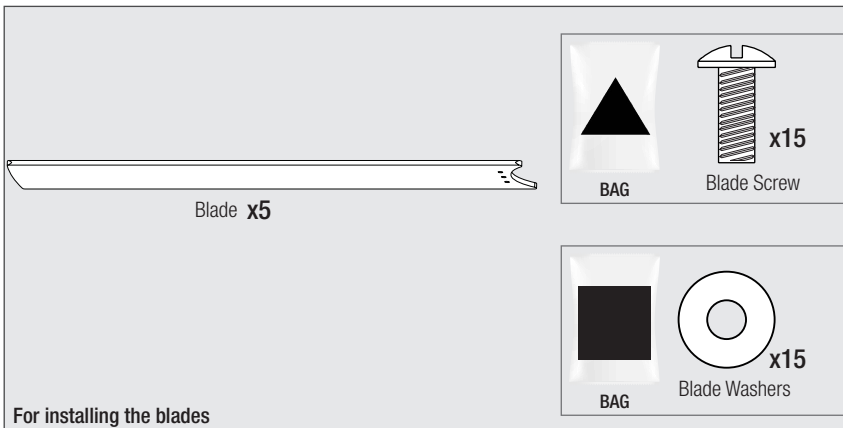 BAG
x15
Blade Screw
Blade x5
BAG
x15
Blade Washers
For installing the blades